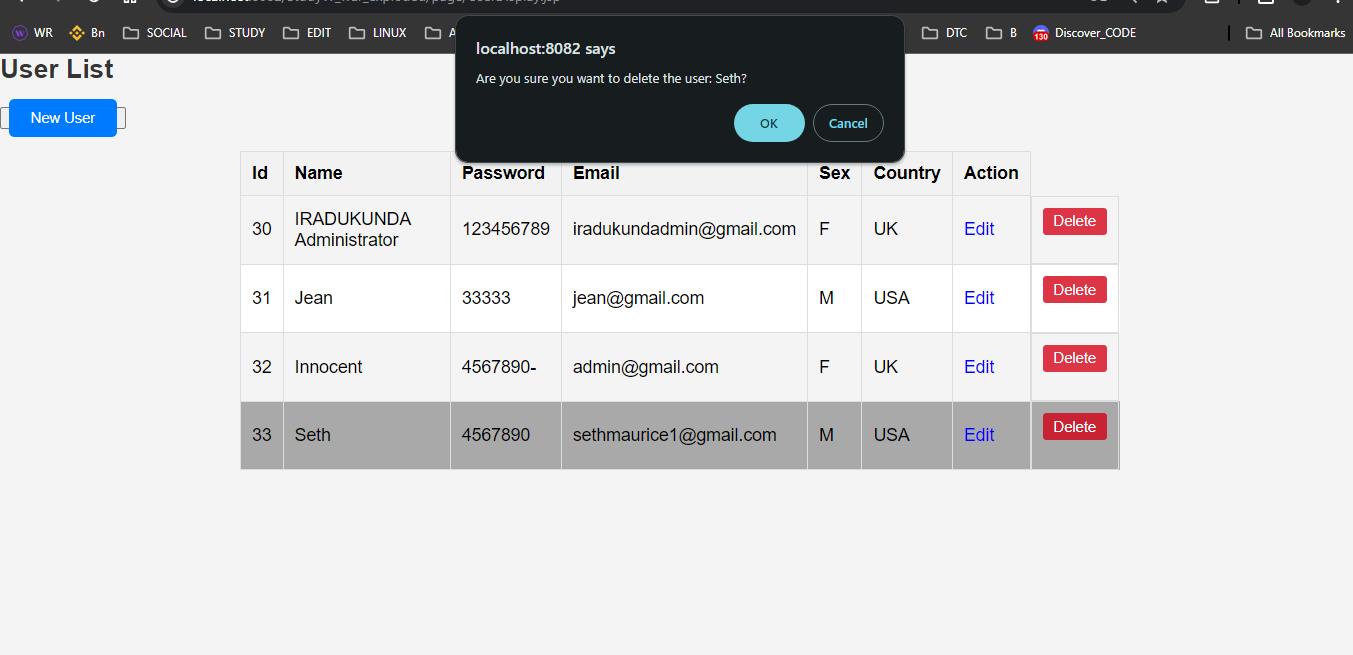 WR Bn SOCIAL STUDY EDIT LINUX DTC B 130 Discover_CODE All Bookmarks
localhost:8082 says
Are you sure you want to delete the user: Seth?
OK Cancel
User List
New User
Id Name Password Email Sex Country Action
30 IRADUKUNDA Administrator 123456789 iradukundadmin@gmail.com F UK Edit Delete
31 Jean 33333 jean@gmail.com M USA Edit Delete
32 Innocent 4567890- admin@gmail.com F UK Edit Delete
33 Seth 4567890 sethmaurice1@gmail.com M USA Edit Delete